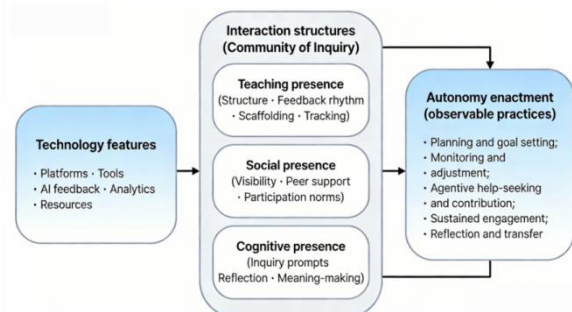 Technology features
· Platforms · Tools
· AI feedback · Analytics
· Resources
Interaction structures
(Community of Inquiry)
Teaching presence
(Structure · Feedback rhythm
· Scaffolding · Tracking)
Social presence
(Visibility · Peer support
· Participation norms)
Cognitive presence
(Inquiry prompts
Reflection · Meaning-making)
Autonomy enactment
(observable practices)
· Planning and goal setting;
· Monitoring and
· adjustment;
· Agentive help-seeking
· and contribution;
· Sustained engagement;
· Reflection and transfer